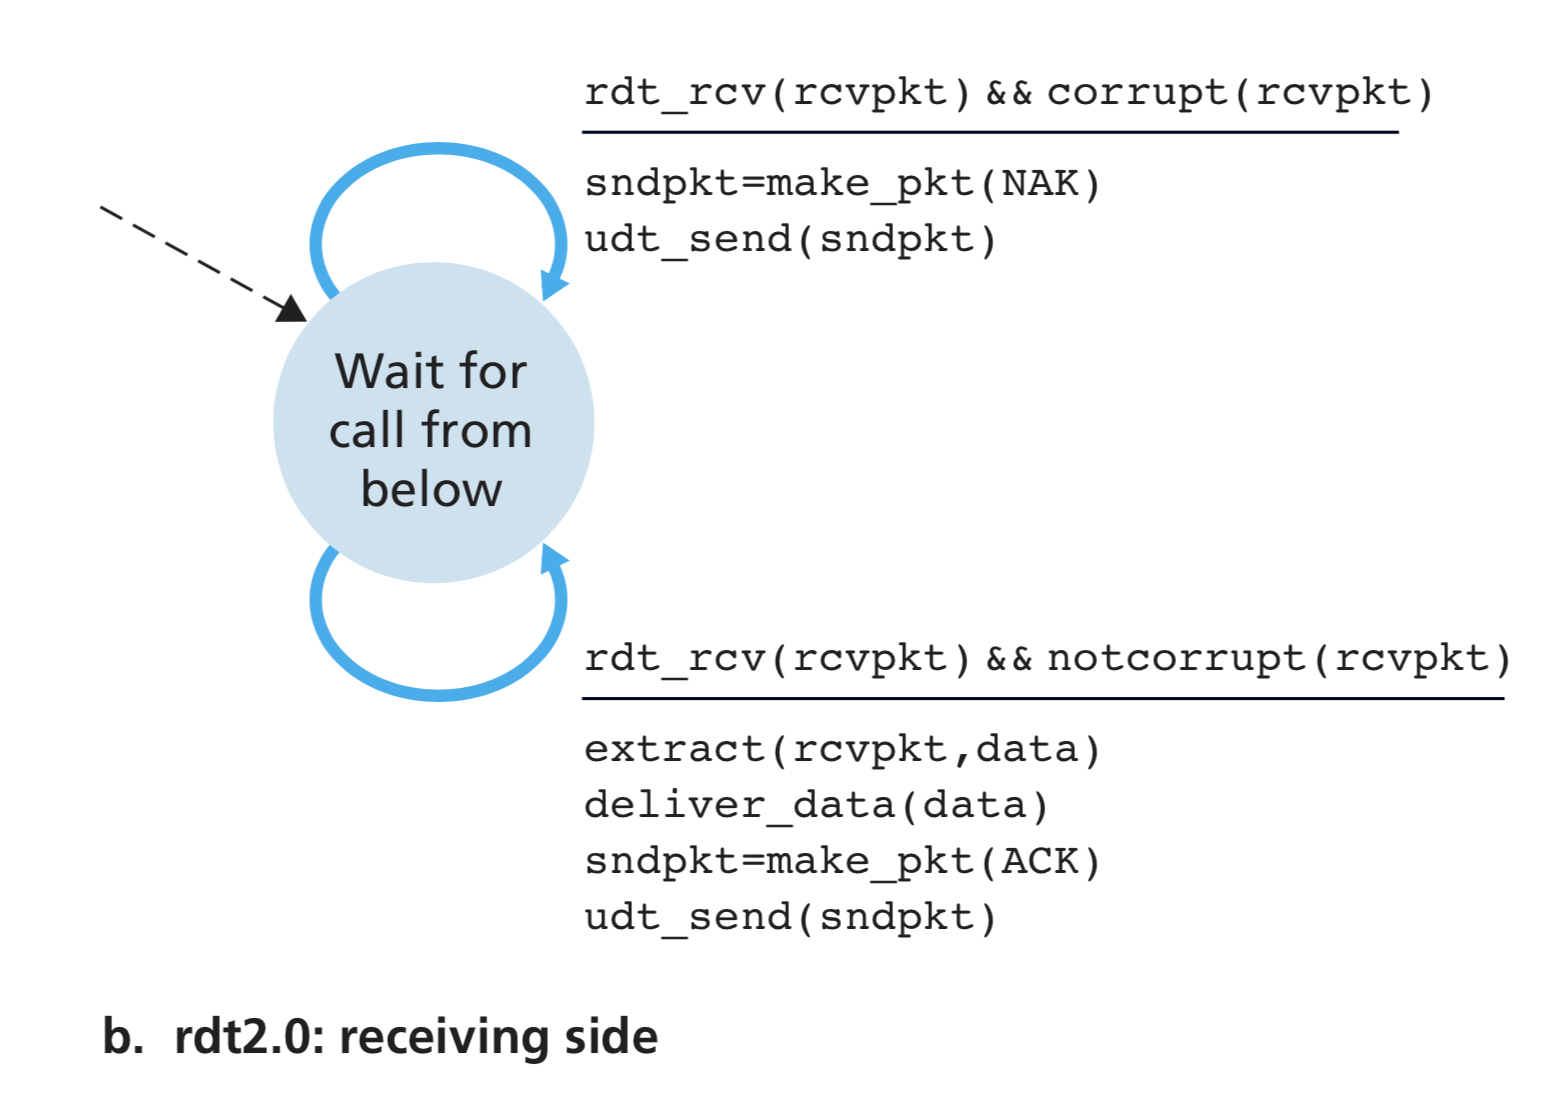 rdt_rcv(rcvpkt) && corrupt(rcvpkt)
sndpkt=make_pkt(NAK)
udt_send(sndpkt)
Wait for
call from
below
rdt_rcv(rcvpkt) && notcorrupt(rcvpkt)
extract(rcvpkt,data)
deliver_data(data)
sndpkt=make_pkt(ACK)
udt_send(sndpkt)
b. rdt2.0: receiving side